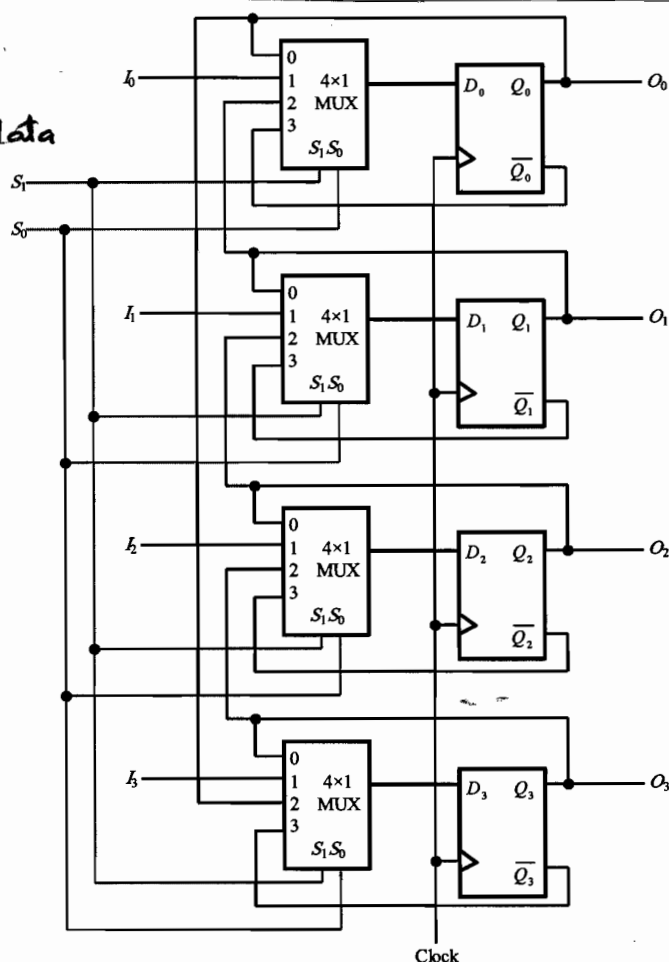 0
I₀ 1 4×1 D₀ Q₀ O₀
2 MUX
3
data
S₁S₀ Q̅₀
S₁
S₀
0
I₁ 1 4×1 D₁ Q₁ O₁
2 MUX
3
S₁S₀ Q̅₁
0
I₂ 1 4×1 D₂ Q₂ O₂
2 MUX
3
S₁S₀ Q̅₂
0
I₃ 1 4×1 D₃ Q₃ O₃
2 MUX
3
S₁S₀ Q̅₃
Clock